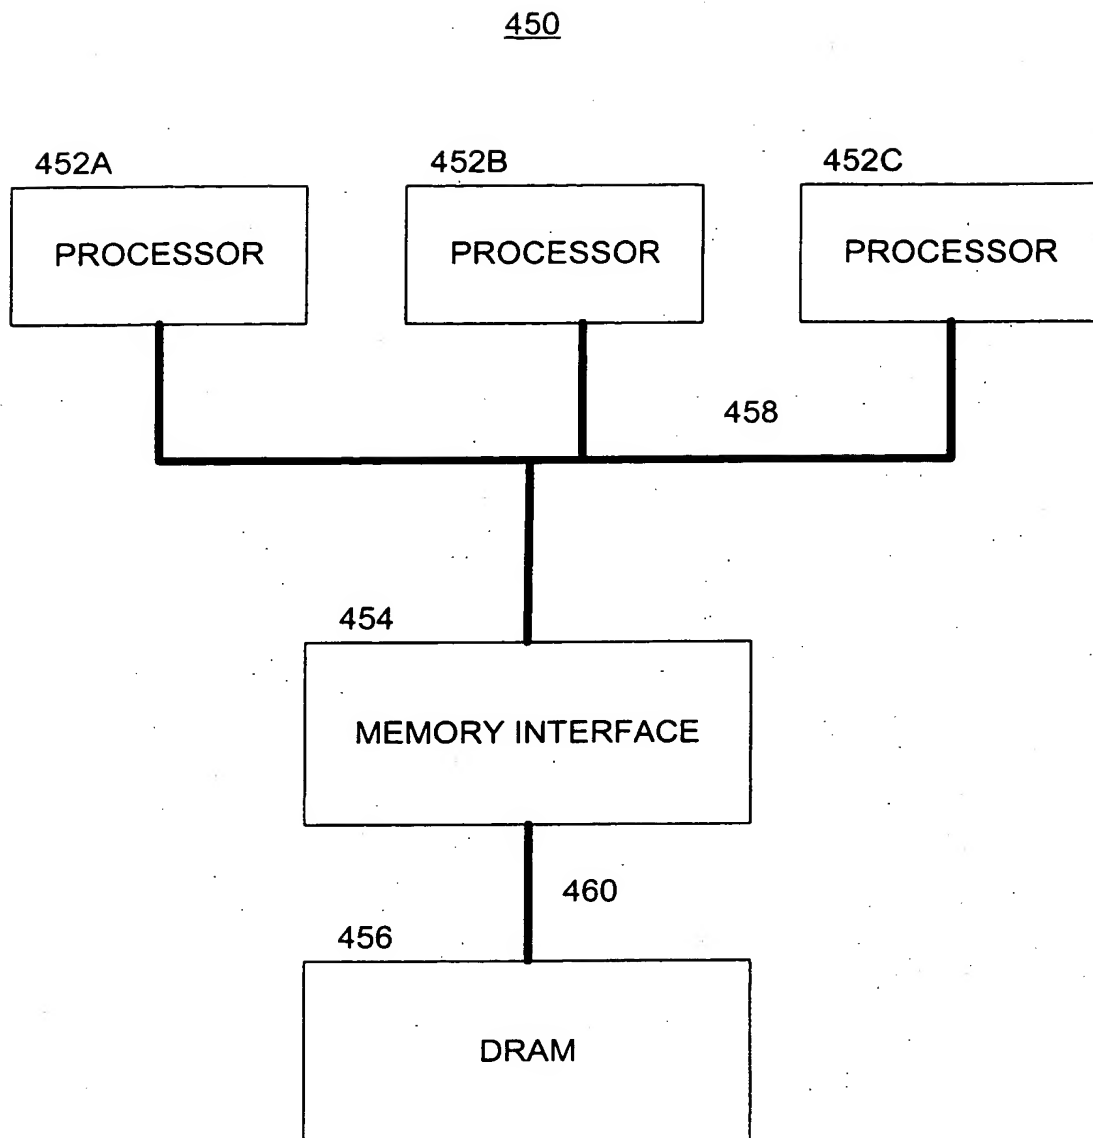 450
452A
452B
452C
PROCESSOR
PROCESSOR
PROCESSOR
458
454
MEMORY INTERFACE
460
456
DRAM